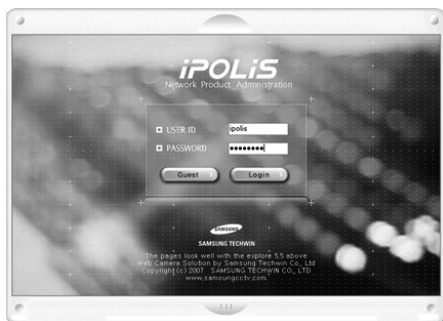 iPOLiS
Network Product Administration
USER ID ipolis
PASSWORD ●●●●●●●●
Guest
Login
SAMSUNG
SAMSUNG TECHWIN
The pages look well with the explore 5,5 above
Web Camera Solution by Samsung Techwin Co., Ltd
Copyright(c) 2007 SAMSUNG TECHWIN CO., LTD
www.samsungcctv.com